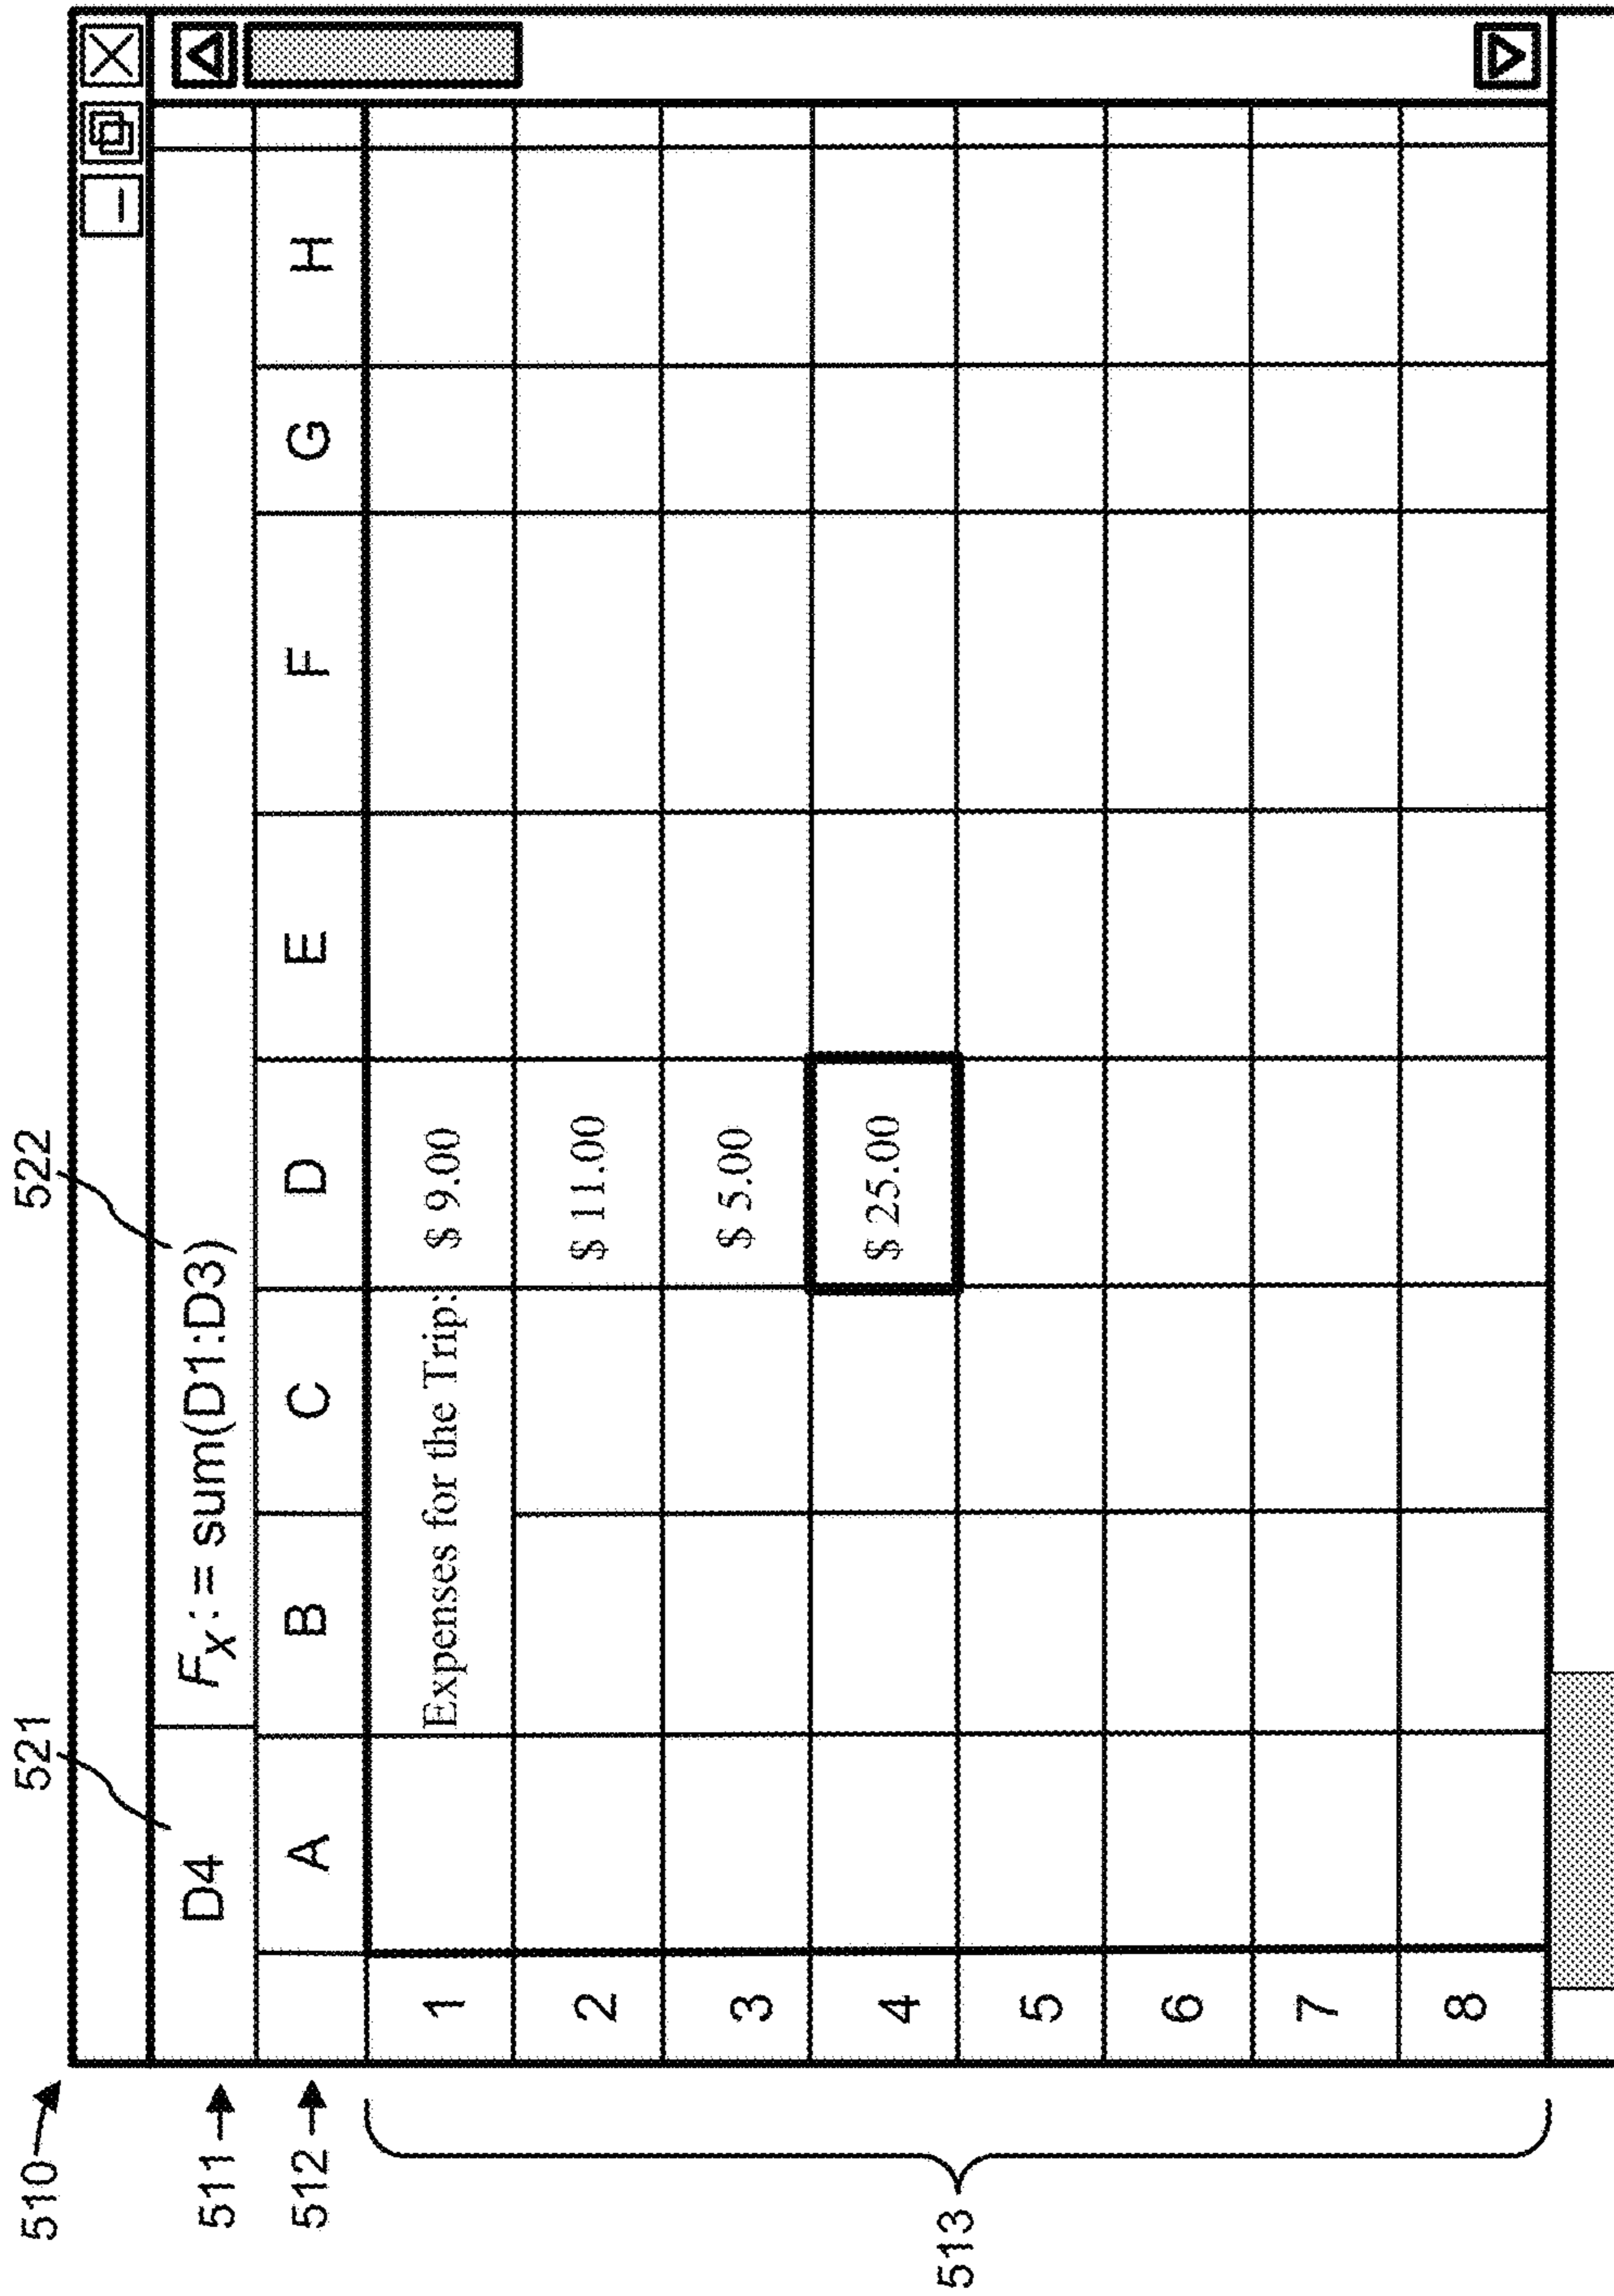 510
521
522
511
D4
Fx : = sum(D1:D3)
512
A B C D E F G H
1 Expenses for the Trip: $ 9.00
2 $ 11.00
3 $ 5.00
4 $ 25.00
5
6
7
8
513